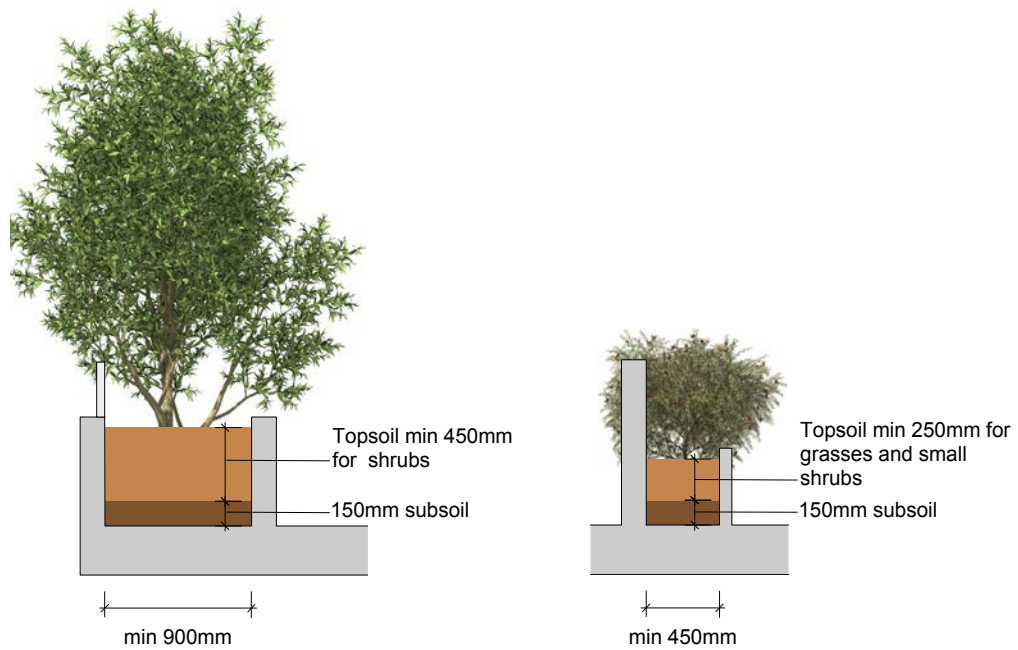 Topsoil min 450mm
for shrubs
150mm subsoil
min 900mm
Topsoil min 250mm for
grasses and small
shrubs
150mm subsoil
min 450mm